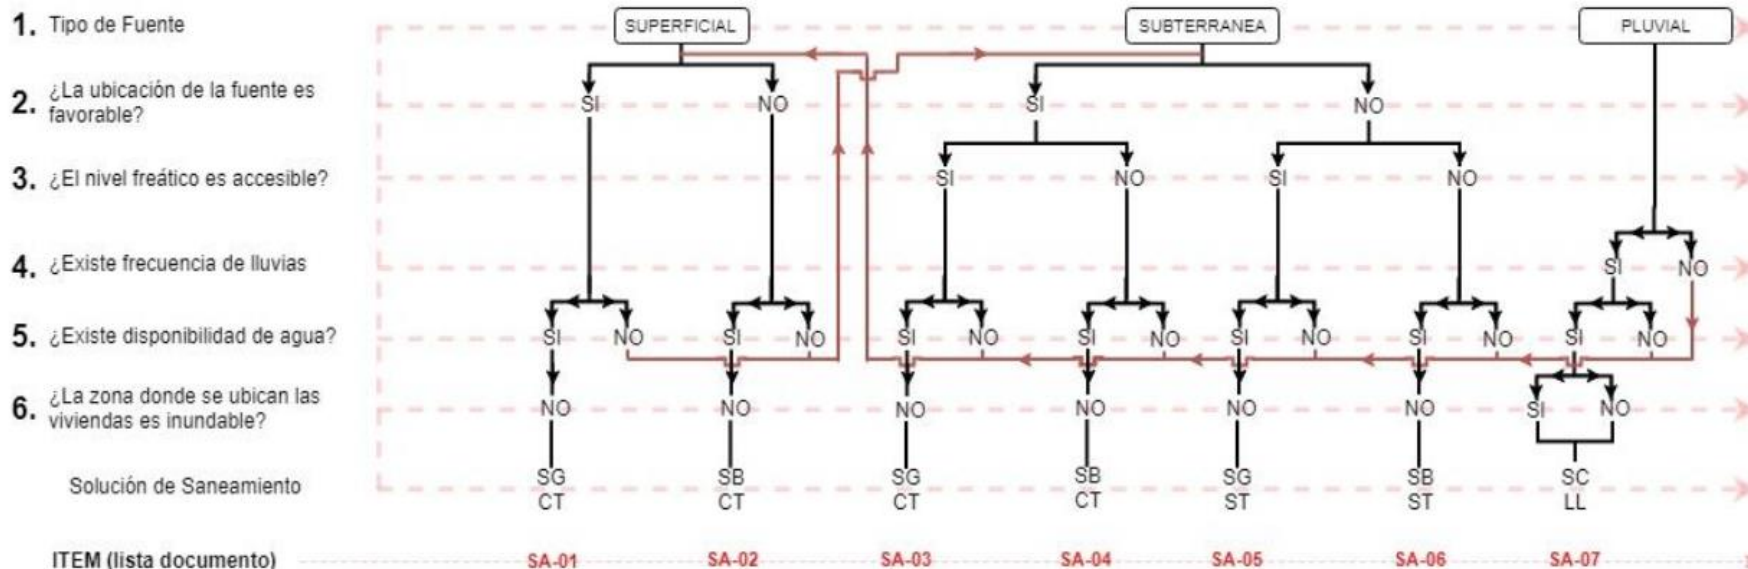 1. Tipo de Fuente
SUPERFICIAL
SUBTERRANEA
PLUVIAL
2. ¿La ubicación de la fuente es
favorable?
SI
NO
SI
NO
3. ¿El nivel freático es accesible?
SI
NO
SI
NO
4. ¿Existe frecuencia de lluvias
SI
NO
5. ¿Existe disponibilidad de agua?
SI
NO
SI
NO
SI
NO
SI
NO
SI
NO
SI
NO
SI
NO
6. ¿La zona donde se ubican las
viviendas es inundable?
NO
NO
NO
NO
NO
NO
SI
NO
Solución de Saneamiento
SG
CT
SB
CT
SG
CT
SB
CT
SG
ST
SB
ST
SC
LL
ITEM (lista documento)
SA-01
SA-02
SA-03
SA-04
SA-05
SA-06
SA-07